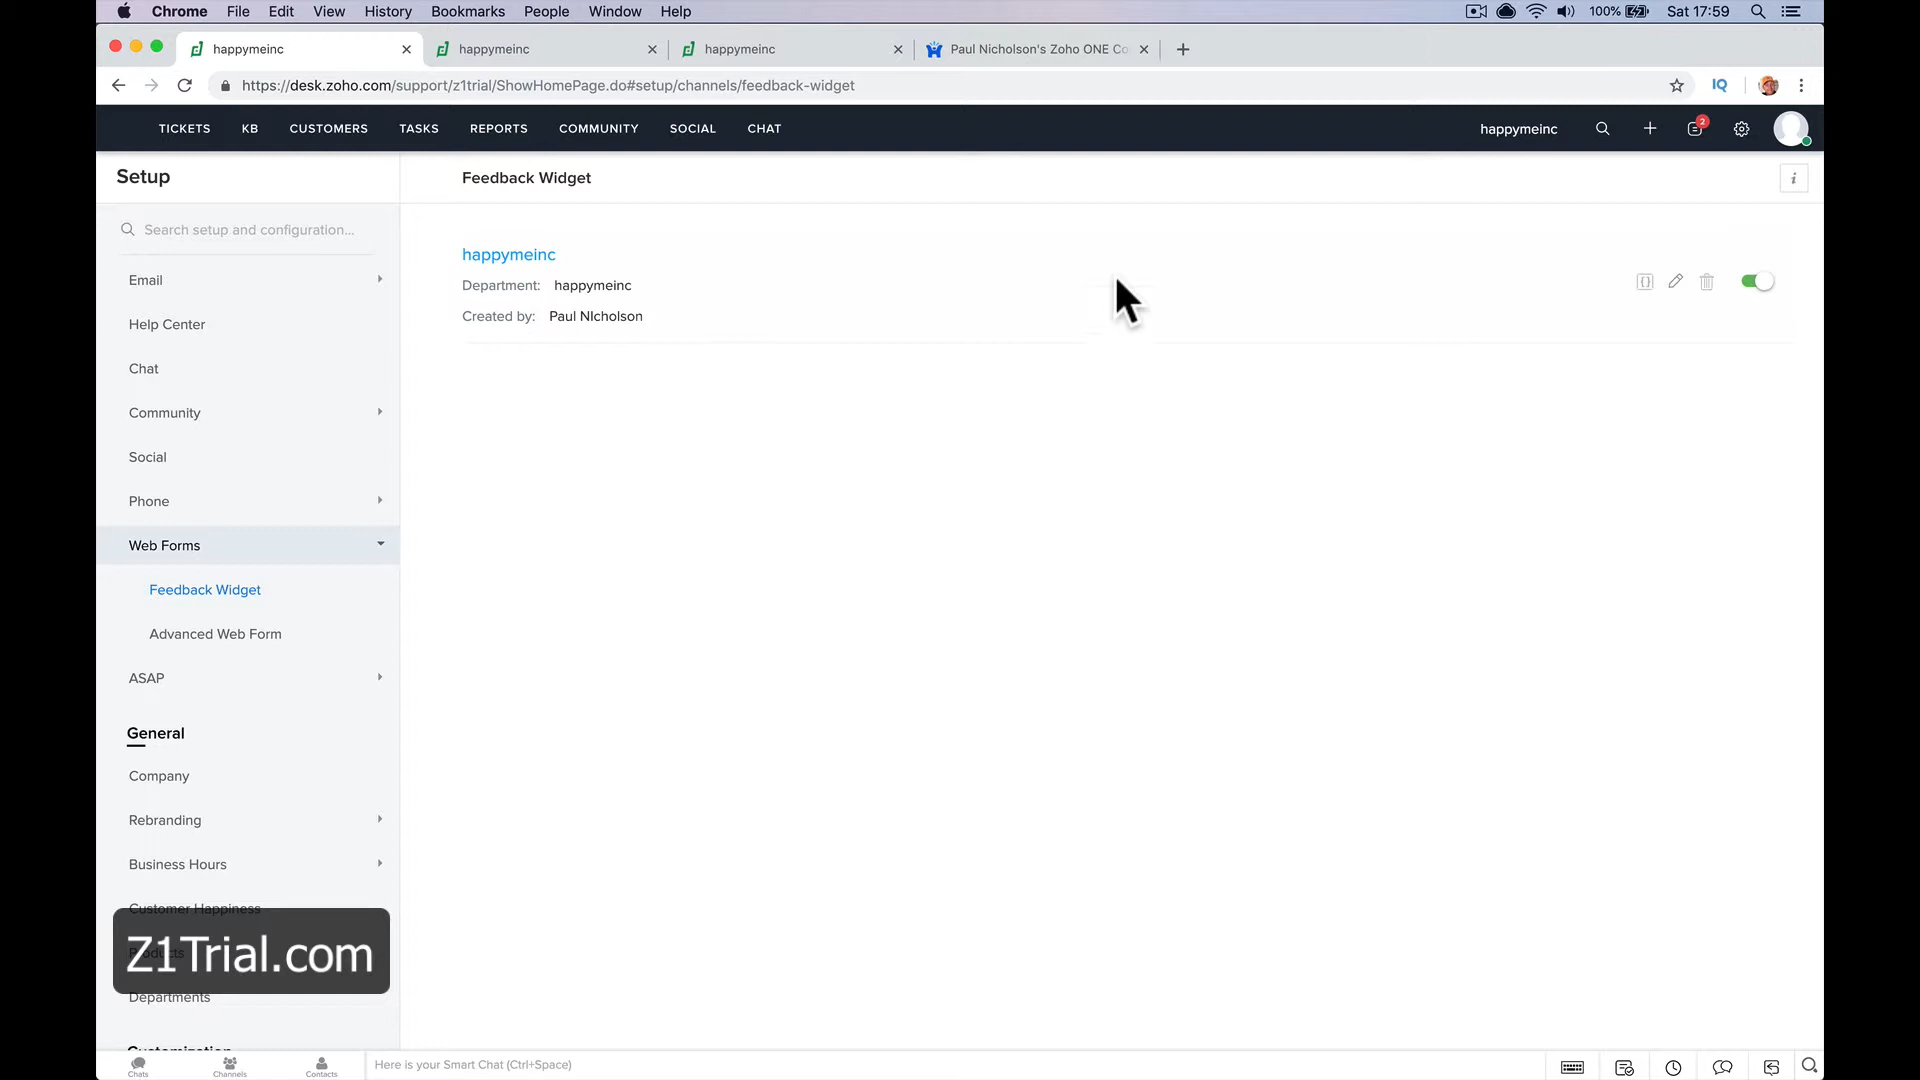 Chrome File Edit View History Bookmarks People Window Help 100% Sat 17:59
happymeinc happymeinc happymeinc Paul Nicholson's Zoho ONE Co
https://desk.zoho.com/support/z1trial/ShowHomePage.do#setup/channels/feedback-widget IQ
TICKETS KB CUSTOMERS TASKS REPORTS COMMUNITY SOCIAL CHAT happymeinc 2
Setup
Feedback Widget
i
Search setup and configuration...
happymeinc
Department: happymeinc
Created by: Paul NIcholson
Email
Help Center
Chat
Community
Social
Phone
Web Forms
Feedback Widget
Advanced Web Form
ASAP
General
Company
Rebranding
Business Hours
Customer Happiness
Products
Z1Trial.com
Departments
Customization
Chats Channels Contacts
Here is your Smart Chat (Ctrl+Space)